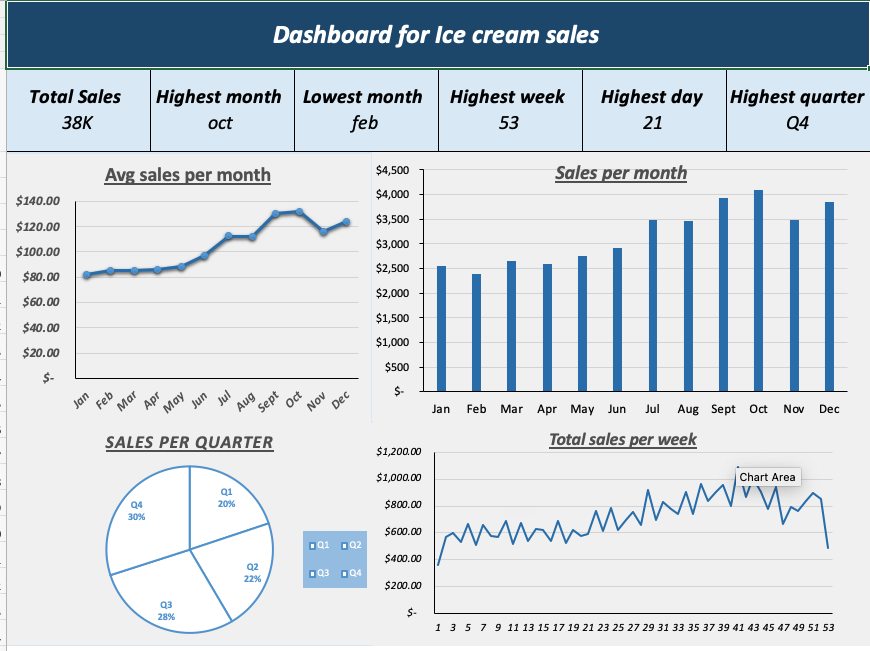 Dashboard for Ice cream sales
Total Sales
38K
Highest month
oct
Lowest month
feb
Highest week
53
Highest day
21
Highest quarter
Q4
Avg sales per month
$140.00
$120.00
$100.00
$80.00
$60.00
$40.00
$20.00
$-
Jan Feb Mar Apr May Jun Jul Aug Sept Oct Nov Dec
Sales per month
$4,500
$4,000
$3,500
$3,000
$2,500
$2,000
$1,500
$1,000
$500
$-
Jan Feb Mar Apr May Jun Jul Aug Sept Oct Nov Dec
SALES PER QUARTER
Q1
20%
Q2
22%
Q3
28%
Q4
30%
Q1 Q2
Q3 Q4
Total sales per week
$1,200.00
$1,000.00
$800.00
$600.00
$400.00
$200.00
$-
Chart Area
1 3 5 7 9 11 13 15 17 19 21 23 25 27 29 31 33 35 37 39 41 43 45 47 49 51 53